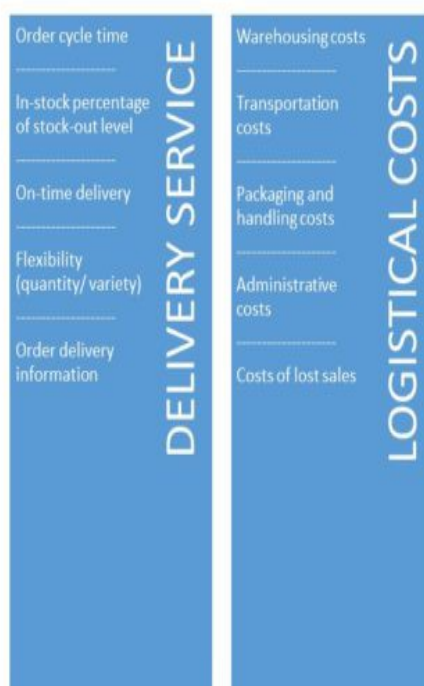 Order cycle time
--------------------
In-stock percentage
of stock-out level
--------------------
On-time delivery
--------------------
Flexibility
(quantity/ variety)
--------------------
Order delivery
information
DELIVERY SERVICE
Warehousing costs
--------------------
Transportation
costs
--------------------
Packaging and
handling costs
--------------------
Administrative
costs
--------------------
Costs of lost sales
LOGISTICAL COSTS